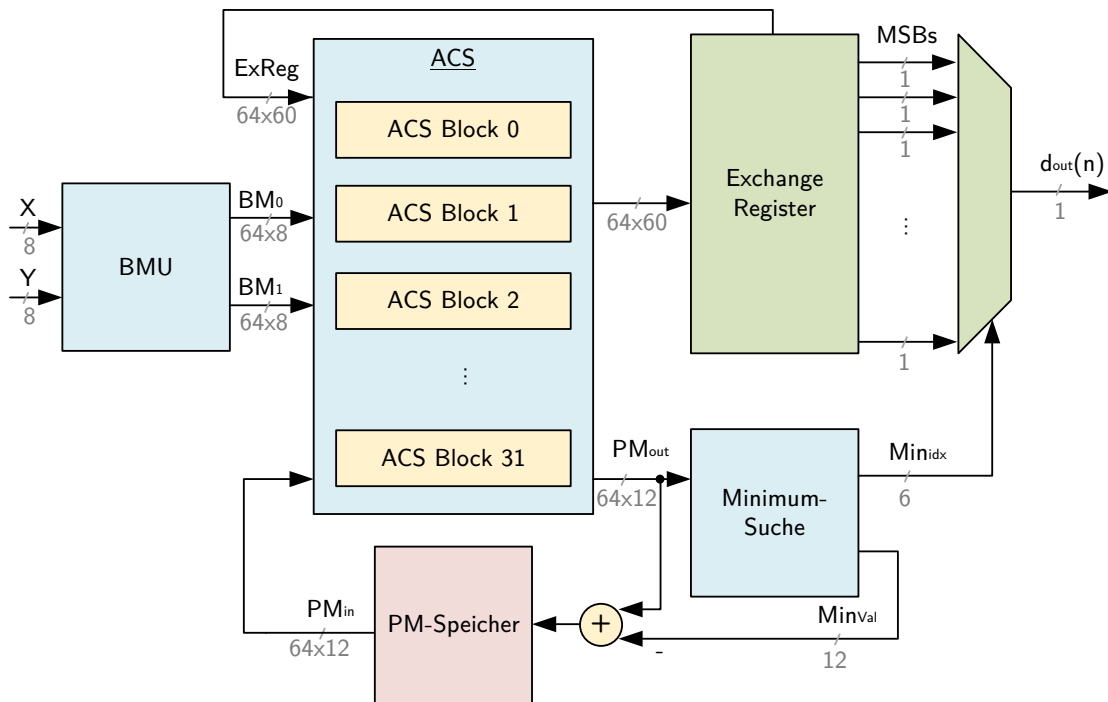 MSBs
ACS
ExReg
64x60
1
1
1
ACS Block 0
Exchange
Register
dout(n)
1
X
8
BM0
64x8
ACS Block 1
64x60
⋮
BMU
Y
8
BM1
64x8
ACS Block 2
⋮
1
ACS Block 31
PMout
64x12
Minimum-
Suche
Minidx
6
PMin
64x12
PM-Speicher
+
-
MinVal
12